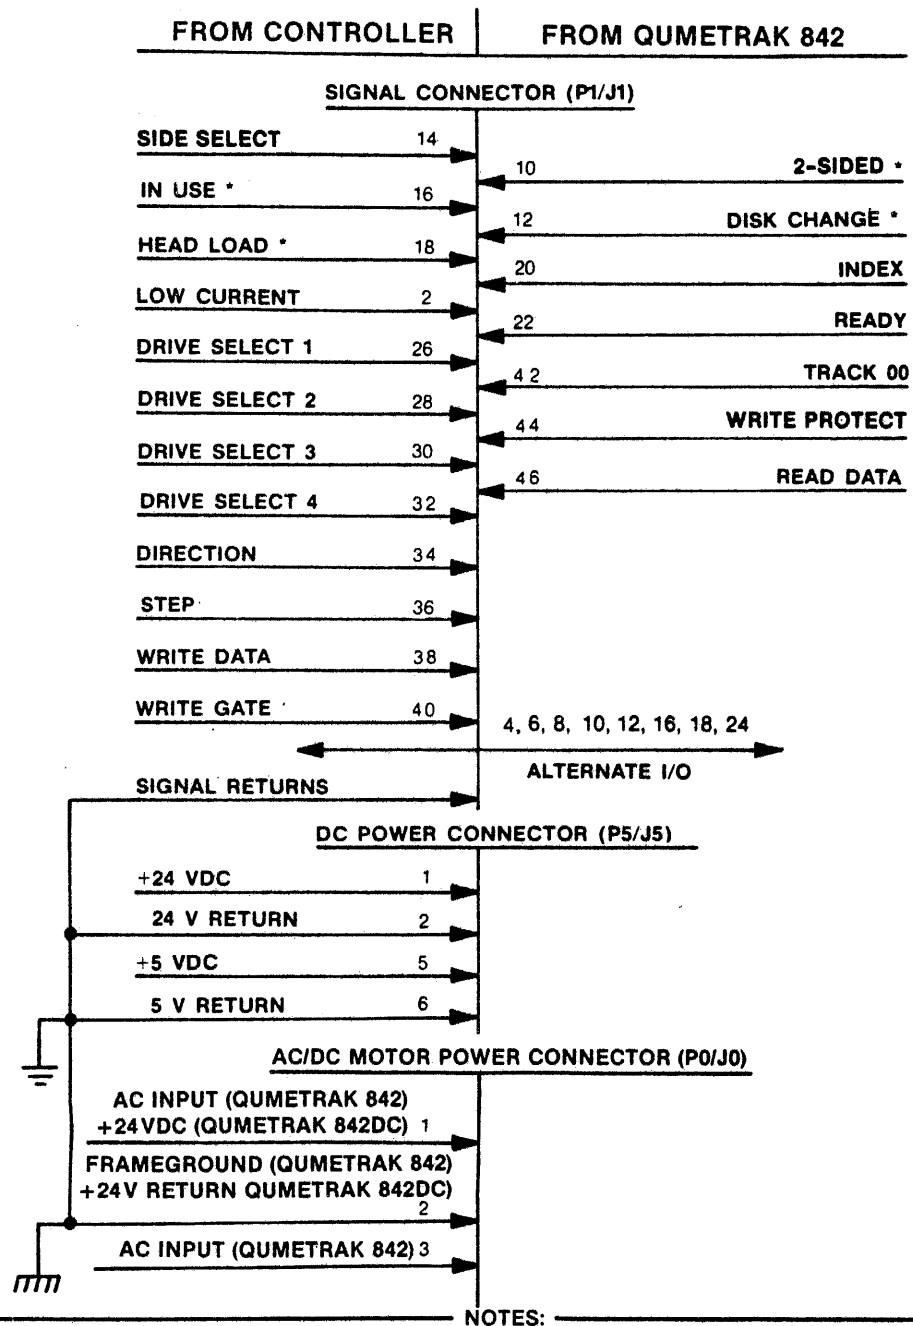 FROM CONTROLLER FROM QUMETRAK 842
SIGNAL CONNECTOR (P1/J1)
SIDE SELECT 14
10 2-SIDED *
IN USE * 16
12 DISK CHANGE *
HEAD LOAD * 18
20 INDEX
LOW CURRENT 2
22 READY
DRIVE SELECT 1 26
42 TRACK 00
DRIVE SELECT 2 28
44 WRITE PROTECT
DRIVE SELECT 3 30
46 READ DATA
DRIVE SELECT 4 32
DIRECTION 34
STEP 36
WRITE DATA 38
WRITE GATE 40
4, 6, 8, 10, 12, 16, 18, 24
ALTERNATE I/O
SIGNAL RETURNS
DC POWER CONNECTOR (P5/J5)
+24 VDC 1
24 V RETURN 2
+5 VDC 5
5 V RETURN 6
AC/DC MOTOR POWER CONNECTOR (P0/J0)
AC INPUT (QUMETRAK 842)
+24VDC (QUMETRAK 842DC) 1
FRAMEGROUND (QUMETRAK 842)
+24V RETURN QUMETRAK 842DC)
2
AC INPUT (QUMETRAK 842) 3
NOTES: